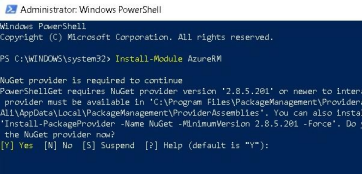 Administrator: Windows PowerShell
Windows PowerShell
Copyright (C) Microsoft Corporation. All rights reserved.
PS C:\WINDOWS\system32> Install-Module AzureRM
NuGet provider is required to continue
PowerShellGet requires NuGet provider version '2.8.5.201' or newer to inter
provider must be available in 'C:\Program Files\PackageManagement\Provider
Ali\AppData\Local\PackageManagement\ProviderAssemblies'. You can also instal
'Install-PackageProvider -Name NuGet -MinimumVersion 2.8.5.201 -Force'. Do y
the NuGet provider now?
[Y] Yes [N] No [S] Suspend [?] Help (default is "Y"):